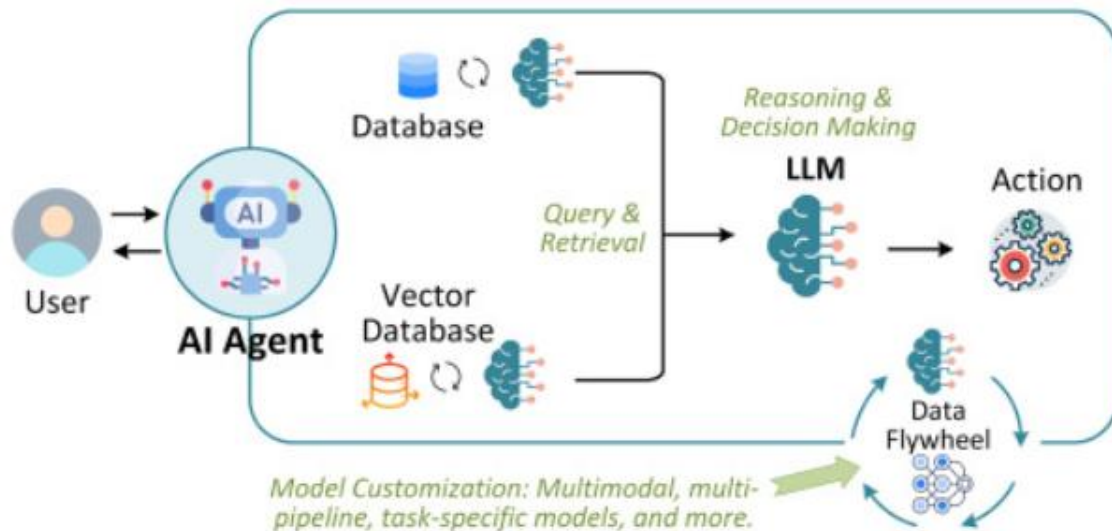 Database
Reasoning &
Decision Making
LLM
Action
AI
User
AI Agent
Query &
Retrieval
Vector
Database
Data
Flywheel
Model Customization: Multimodal, multi-
pipeline, task-specific models, and more.